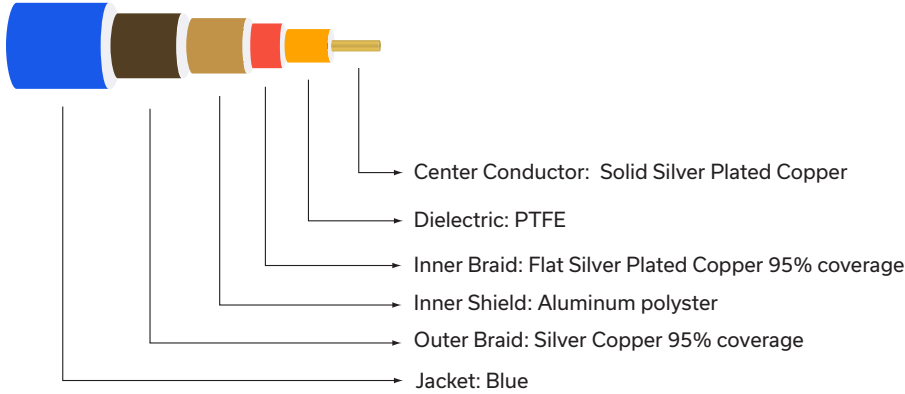 Center Conductor:  Solid Silver Plated Copper
Dielectric: PTFE
Inner Braid: Flat Silver Plated Copper 95% coverage
Inner Shield: Aluminum polyster
Outer Braid: Silver Copper 95% coverage
Jacket: Blue